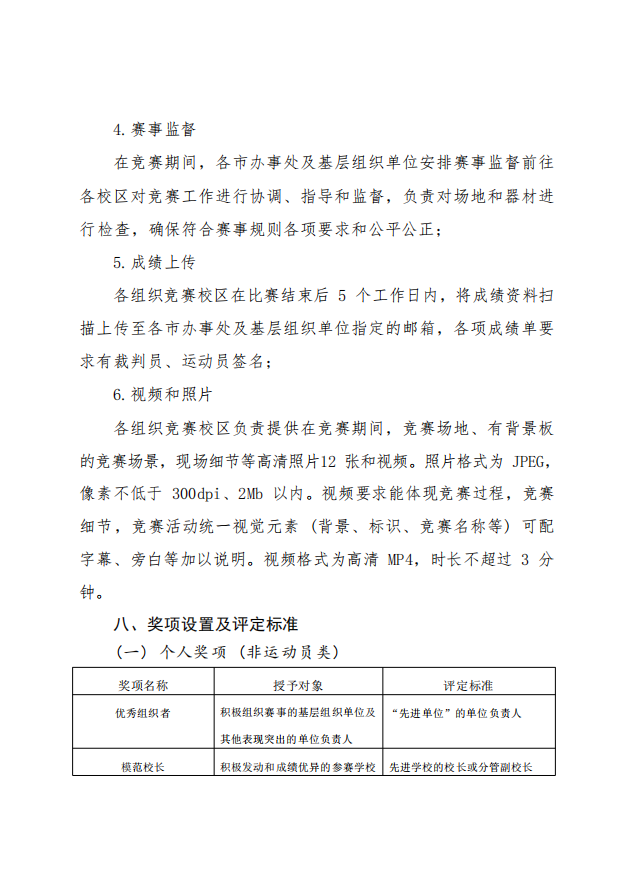 4.赛事监督
在竞赛期间，各市办事处及基层组织单位安排赛事监督前往
各校区对竞赛工作进行协调、指导和监督，负责对场地和器材进
行检查，确保符合赛事规则各项要求和公平公正；
5.成绩上传
各组织竞赛校区在比赛结束后 5 个工作日内，将成绩资料扫
描上传至各市办事处及基层组织单位指定的邮箱，各项成绩单要
求有裁判员、运动员签名；
6.视频和照片
各组织竞赛校区负责提供在竞赛期间，竞赛场地、有背景板
的竞赛场景，现场细节等高清照片12 张和视频。照片格式为 JPEG，
像素不低于 300dpi、2Mb 以内。视频要求能体现竞赛过程，竞赛
细节，竞赛活动统一视觉元素（背景、标识、竞赛名称等）可配
字幕、旁白等加以说明。视频格式为高清 MP4，时长不超过 3 分
钟。
八、奖项设置及评定标准
（一）个人奖项（非运动员类）
奖项名称 授予对象 评定标准
优秀组织者 积极组织赛事的基层组织单位及 “先进单位”的单位负责人
其他表现突出的单位负责人
模范校长 积极发动和成绩优异的参赛学校 先进学校的校长或分管副校长